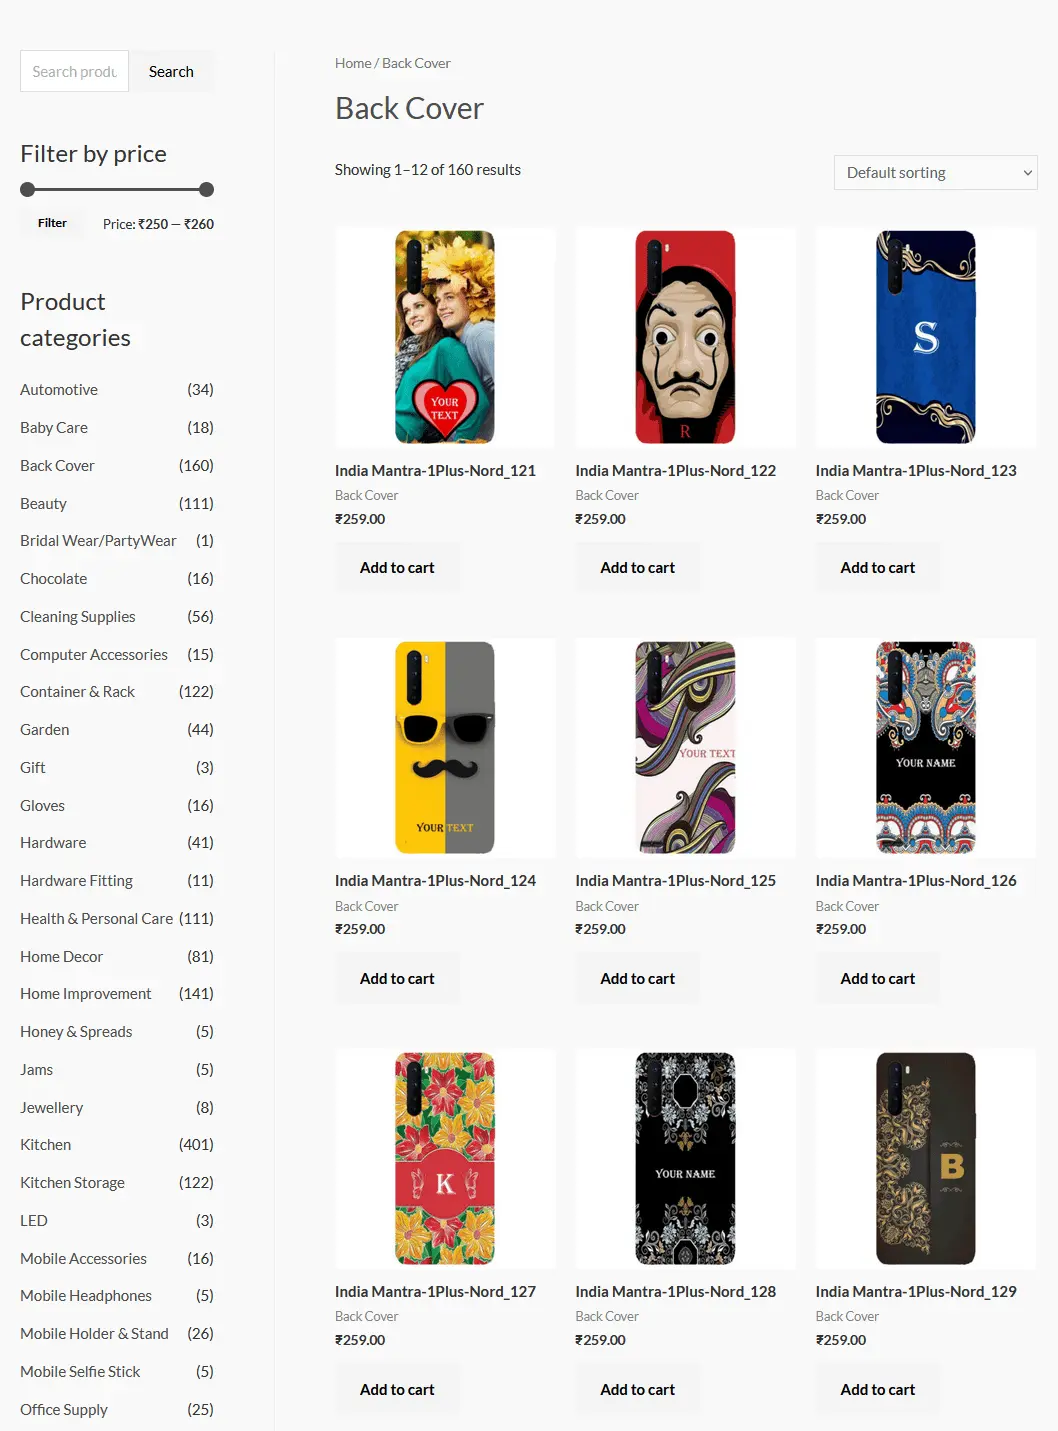 Search produ
Search
Filter by price
Filter
Price: ₹250 — ₹260
Product
categories
Automotive (34)
Baby Care (18)
Back Cover (160)
Beauty (111)
Bridal Wear/PartyWear (1)
Chocolate (16)
Cleaning Supplies (56)
Computer Accessories (15)
Container & Rack (122)
Garden (44)
Gift (3)
Gloves (16)
Hardware (41)
Hardware Fitting (11)
Health & Personal Care (111)
Home Decor (81)
Home Improvement (141)
Honey & Spreads (5)
Jams (5)
Jewellery (8)
Kitchen (401)
Kitchen Storage (122)
LED (3)
Mobile Accessories (16)
Mobile Headphones (5)
Mobile Holder & Stand (26)
Mobile Selfie Stick (5)
Office Supply (25)
Home / Back Cover
Back Cover
Showing 1–12 of 160 results
Default sorting
YOUR
TEXT
India Mantra-1Plus-Nord_121
Back Cover
₹259.00
Add to cart
R
India Mantra-1Plus-Nord_122
Back Cover
₹259.00
Add to cart
S
India Mantra-1Plus-Nord_123
Back Cover
₹259.00
Add to cart
YOUR TEXT
India Mantra-1Plus-Nord_124
Back Cover
₹259.00
Add to cart
YOUR TEXT
India Mantra-1Plus-Nord_125
Back Cover
₹259.00
Add to cart
YOUR NAME
India Mantra-1Plus-Nord_126
Back Cover
₹259.00
Add to cart
K
India Mantra-1Plus-Nord_127
Back Cover
₹259.00
Add to cart
YOUR NAME
India Mantra-1Plus-Nord_128
Back Cover
₹259.00
Add to cart
B
India Mantra-1Plus-Nord_129
Back Cover
₹259.00
Add to cart